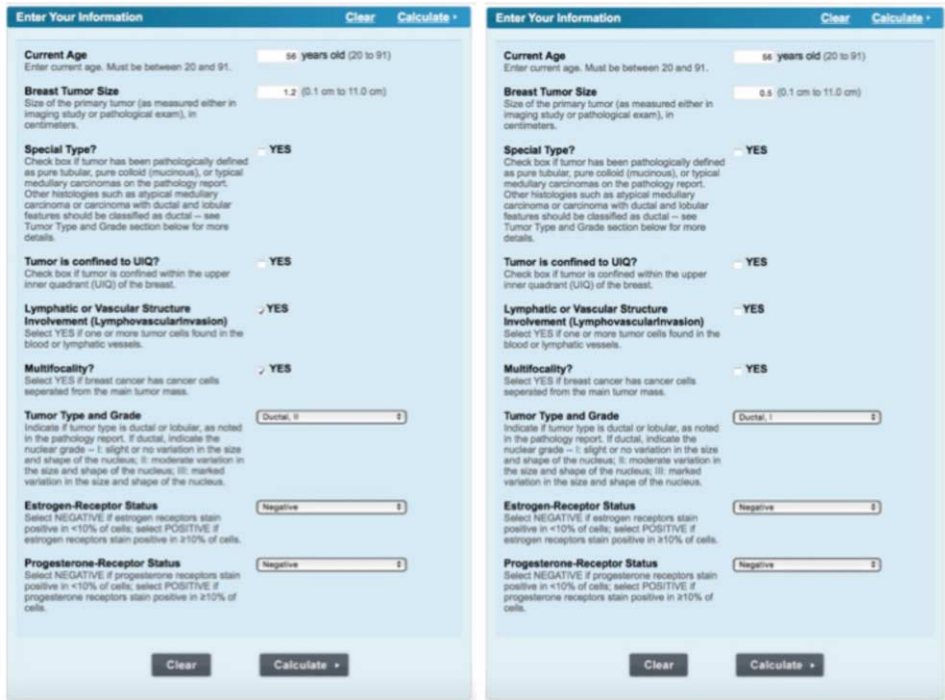 Enter Your Information Clear Calculate ▸
Current Age
Enter current age. Must be between 20 and 91.
56 years old (20 to 91)
Breast Tumor Size
Size of the primary tumor (as measured either in
imaging study or pathological exam), in
centimeters.
1.2 (0.1 cm to 11.0 cm)
Special Type?
Check box if tumor has been pathologically defined
as pure tubular, pure colloid (mucinous), or typical
medullary carcinomas on the pathology report.
Other histologies such as atypical medullary
carcinoma or carcinoma with ductal and lobular
features should be classified as ductal -- see
Tumor Type and Grade section below for more
details.
YES
Tumor is confined to UIQ?
Check box if tumor is confined within the upper
inner quadrant (UIQ) of the breast.
YES
Lymphatic or Vascular Structure
Involvement (LymphovascularInvasion)
Select YES if one or more tumor cells found in the
blood or lymphatic vessels.
YES
Multifocality?
Select YES if breast cancer has cancer cells
seperated from the main tumor mass.
YES
Tumor Type and Grade
Indicate if tumor type is ductal or lobular, as noted
in the pathology report. If ductal, indicate the
nuclear grade -- I: slight or no variation in the size
and shape of the nucleus; II: moderate variation in
the size and shape of the nucleus; III: marked
variation in the size and shape of the nucleus.
Ductal, II
Estrogen-Receptor Status
Select NEGATIVE if estrogen receptors stain
positive in <10% of cells; select POSITIVE if
estrogen receptors stain positive in ≥10% of cells.
Negative
Progesterone-Receptor Status
Select NEGATIVE if progesterone receptors stain
positive in <10% of cells; select POSITIVE if
progesterone receptors stain positive in ≥10% of
cells.
Negative
Clear Calculate ▸
Enter Your Information Clear Calculate ▸
Current Age
Enter current age. Must be between 20 and 91.
56 years old (20 to 91)
Breast Tumor Size
Size of the primary tumor (as measured either in
imaging study or pathological exam), in
centimeters.
0.5 (0.1 cm to 11.0 cm)
Special Type?
Check box if tumor has been pathologically defined
as pure tubular, pure colloid (mucinous), or typical
medullary carcinomas on the pathology report.
Other histologies such as atypical medullary
carcinoma or carcinoma with ductal and lobular
features should be classified as ductal -- see
Tumor Type and Grade section below for more
details.
YES
Tumor is confined to UIQ?
Check box if tumor is confined within the upper
inner quadrant (UIQ) of the breast.
YES
Lymphatic or Vascular Structure
Involvement (LymphovascularInvasion)
Select YES if one or more tumor cells found in the
blood or lymphatic vessels.
YES
Multifocality?
Select YES if breast cancer has cancer cells
seperated from the main tumor mass.
YES
Tumor Type and Grade
Indicate if tumor type is ductal or lobular, as noted
in the pathology report. If ductal, indicate the
nuclear grade -- I: slight or no variation in the size
and shape of the nucleus; II: moderate variation in
the size and shape of the nucleus; III: marked
variation in the size and shape of the nucleus.
Ductal, I
Estrogen-Receptor Status
Select NEGATIVE if estrogen receptors stain
positive in <10% of cells; select POSITIVE if
estrogen receptors stain positive in ≥10% of cells.
Negative
Progesterone-Receptor Status
Select NEGATIVE if progesterone receptors stain
positive in <10% of cells; select POSITIVE if
progesterone receptors stain positive in ≥10% of
cells.
Negative
Clear Calculate ▸